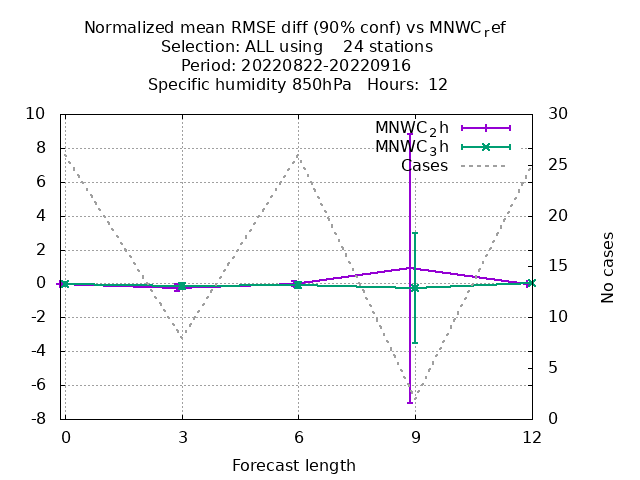 Normalized mean RMSE diff (90% conf) vs MNWC_ref
Selection: ALL using 24 stations
Period: 20220822-20220916
Specific humidity 850hPa Hours: 12
10
8
6
4
2
0
-2
-4
-6
-8
30
25
20
15
10
5
0
No cases
MNWC_2h
MNWC_3h
Cases
0 3 6 9 12
Forecast length